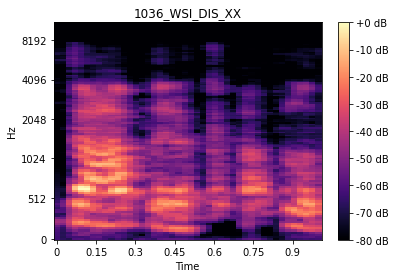 1036_WSI_DIS_XX
Hz
8192
4096
2048
1024
512
0
0 0.15 0.3 0.45 0.6 0.75 0.9
Time
+0 dB
-10 dB
-20 dB
-30 dB
-40 dB
-50 dB
-60 dB
-70 dB
-80 dB